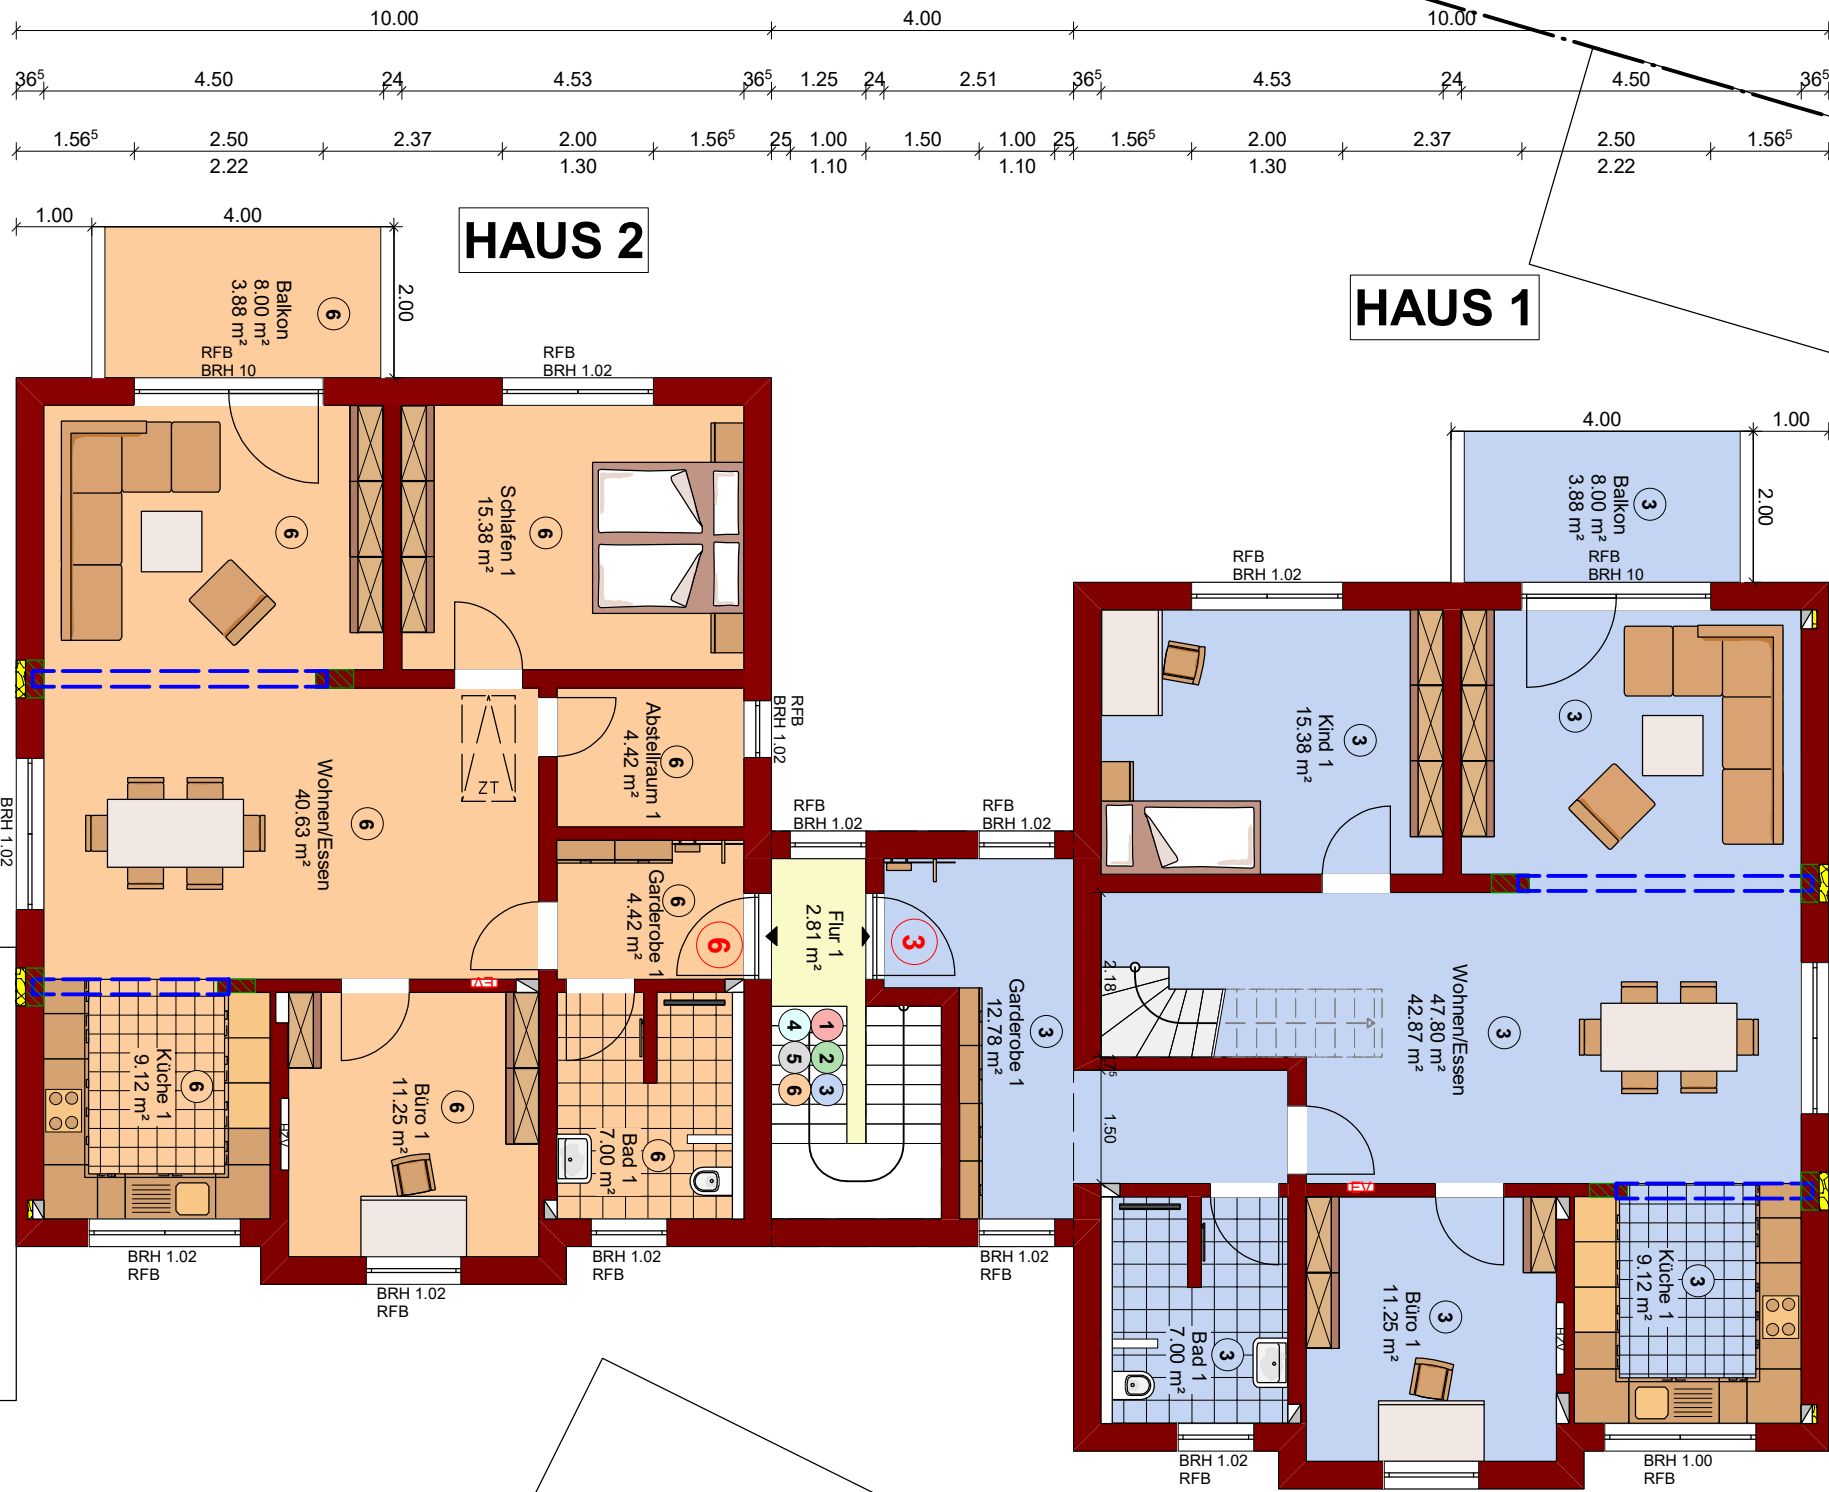 10.00 4.00 10.00
36⁵ 4.50 24 4.53 36⁵ 1.25 24 2.51 36⁵ 4.53 24 4.50 36⁵
1.56⁵ 2.50 2.37 2.00 1.56⁵ 25 1.00 1.50 1.00 25 1.56⁵ 2.00 2.37 2.50 1.56⁵
2.22 1.30 1.10 1.10 1.30 2.22
1.00 4.00
HAUS 2
HAUS 1
2.00
Balkon
8.00 m²
3.88 m²
6
RFB
BRH 10
RFB
BRH 1.02
4.00 1.00
2.00
Balkon
8.00 m²
3.88 m²
3
RFB
BRH 1.02
RFB
BRH 10
6
Schlafen 1
15.38 m²
6
Abstellraum 1
4.42 m²
6
RFB
BRH 1.02
ZT
Wohnen/Essen
40.63 m²
6
BRH 1.02
RFB
BRH 1.02
RFB
BRH 1.02
Garderobe 1
4.42 m²
6
6
Flur 1
2.81 m²
3
Kind 1
15.38 m²
3
3
Garderobe 1
12.78 m²
3
2.18
17⁵
1.50
Wohnen/Essen
47.80 m²
42.87 m²
3
4 1
5 2
6 3
Küche 1
9.12 m²
6
HZV
EV
Büro 1
11.25 m²
6
Bad 1
7.00 m²
6
BRH 1.02
RFB
BRH 1.02
RFB
BRH 1.02
RFB
BRH 1.02
RFB
EV
Bad 1
7.00 m²
3
Büro 1
11.25 m²
3
HZV
Küche 1
9.12 m²
3
BRH 1.02
RFB
BRH 1.00
RFB